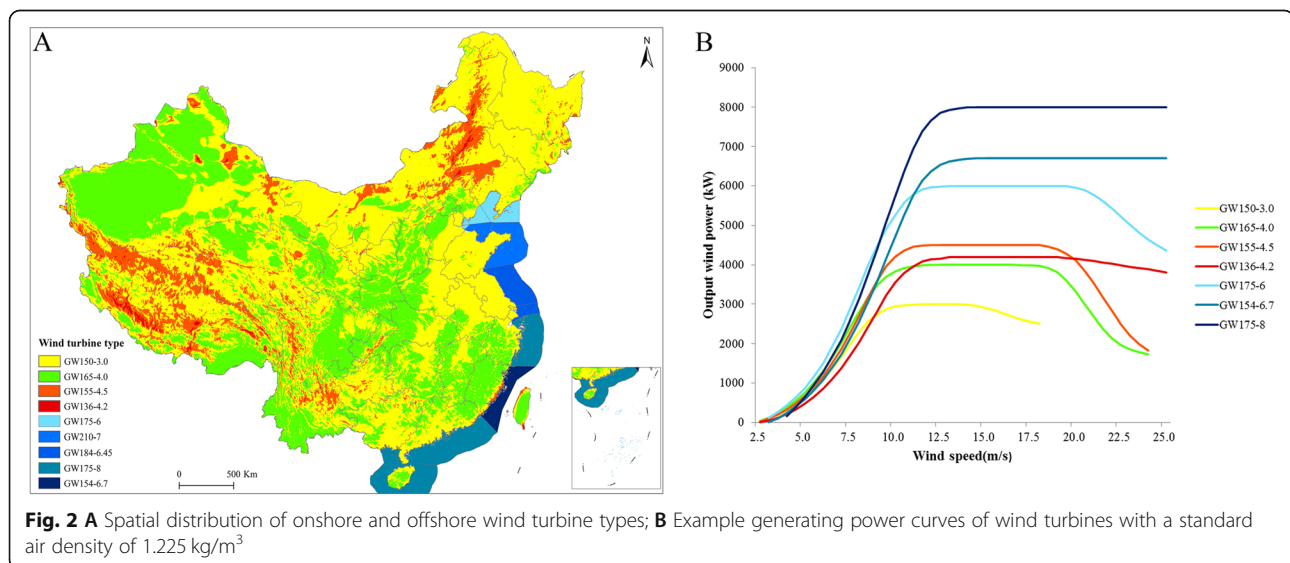 A
N
Wind turbine type
GW150-3.0
GW165-4.0
GW155-4.5
GW136-4.2
GW175-6
GW210-7
GW184-6.45
GW175-8
GW154-6.7
0 500 Km
B
Output wind power (kW)
9000
8000
7000
6000
5000
4000
3000
2000
1000
0
2.5 5.0 7.5 10.0 12.5 15.0 17.5 20.0 22.5 25.0
Wind speed(m/s)
GW150-3.0
GW165-4.0
GW155-4.5
GW136-4.2
GW175-6
GW154-6.7
GW175-8
Fig. 2 A Spatial distribution of onshore and offshore wind turbine types; B Example generating power curves of wind turbines with a standard
air density of 1.225 kg/m³